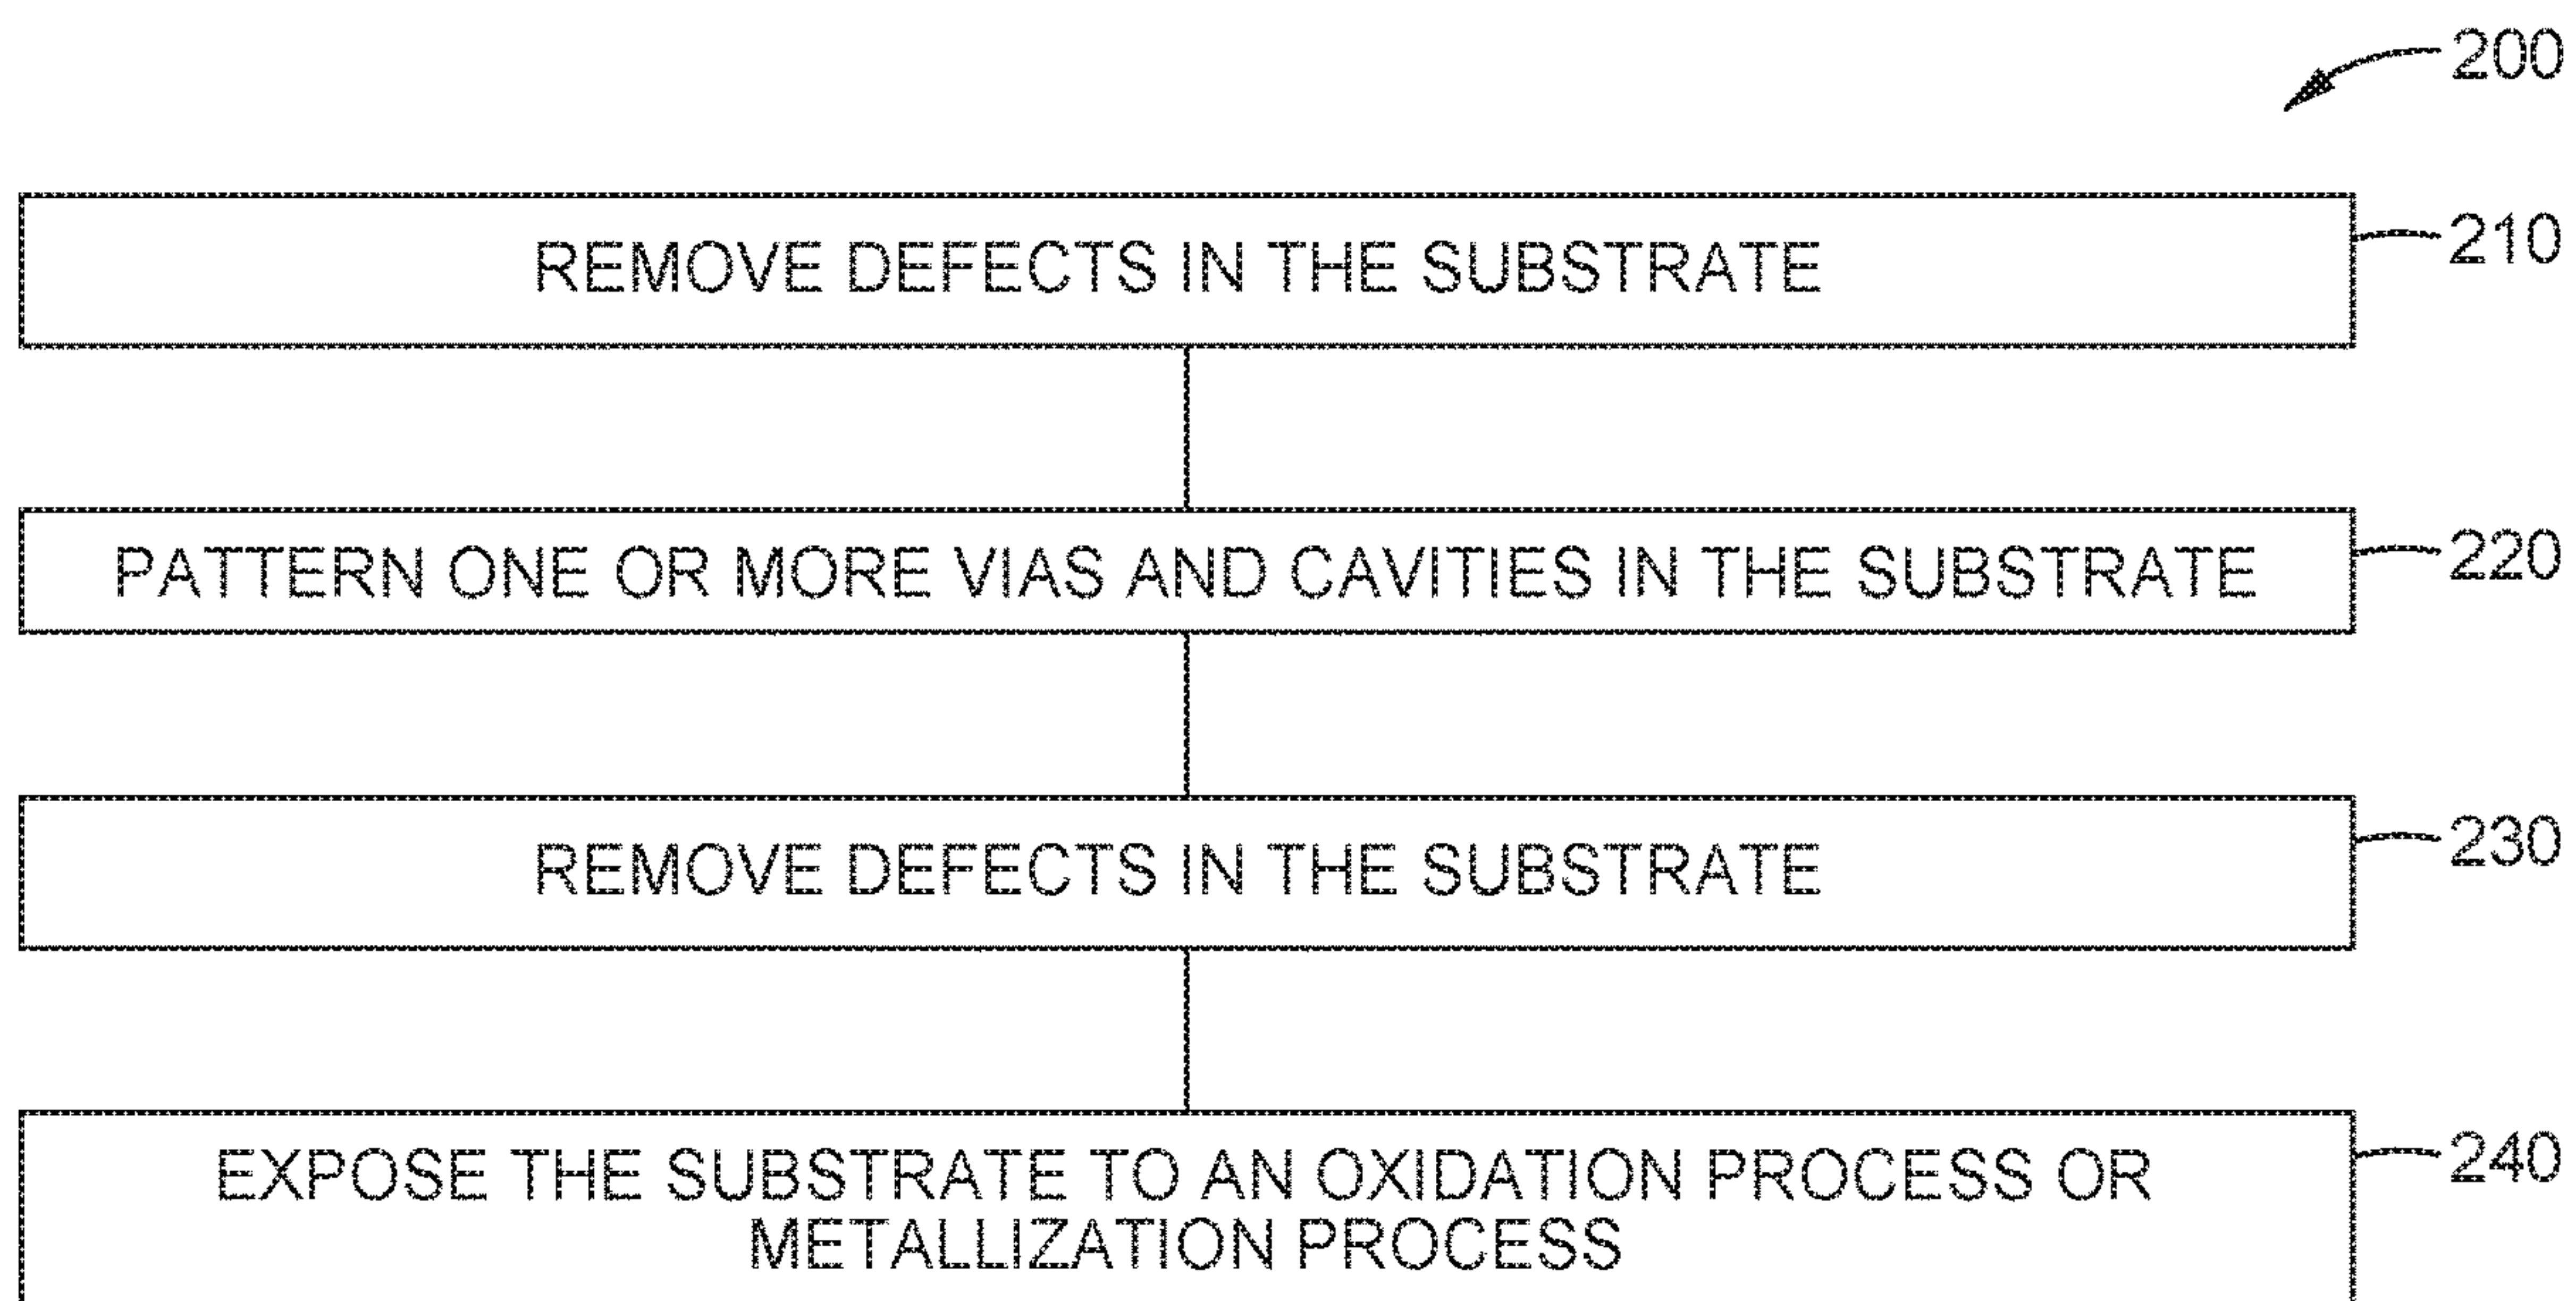 200
REMOVE DEFECTS IN THE SUBSTRATE
210
PATTERN ONE OR MORE VIAS AND CAVITIES IN THE SUBSTRATE
220
REMOVE DEFECTS IN THE SUBSTRATE
230
EXPOSE THE SUBSTRATE TO AN OXIDATION PROCESS OR
METALLIZATION PROCESS
240